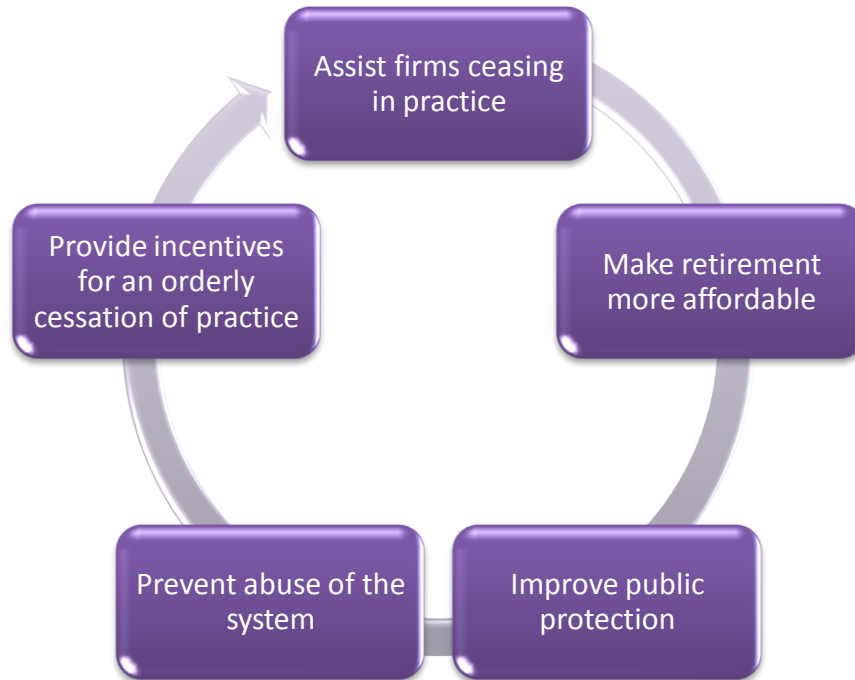 Assist firms ceasing
in practice
Make retirement
more affordable
Improve public
protection
Prevent abuse of the
system
Provide incentives
for an orderly
cessation of practice